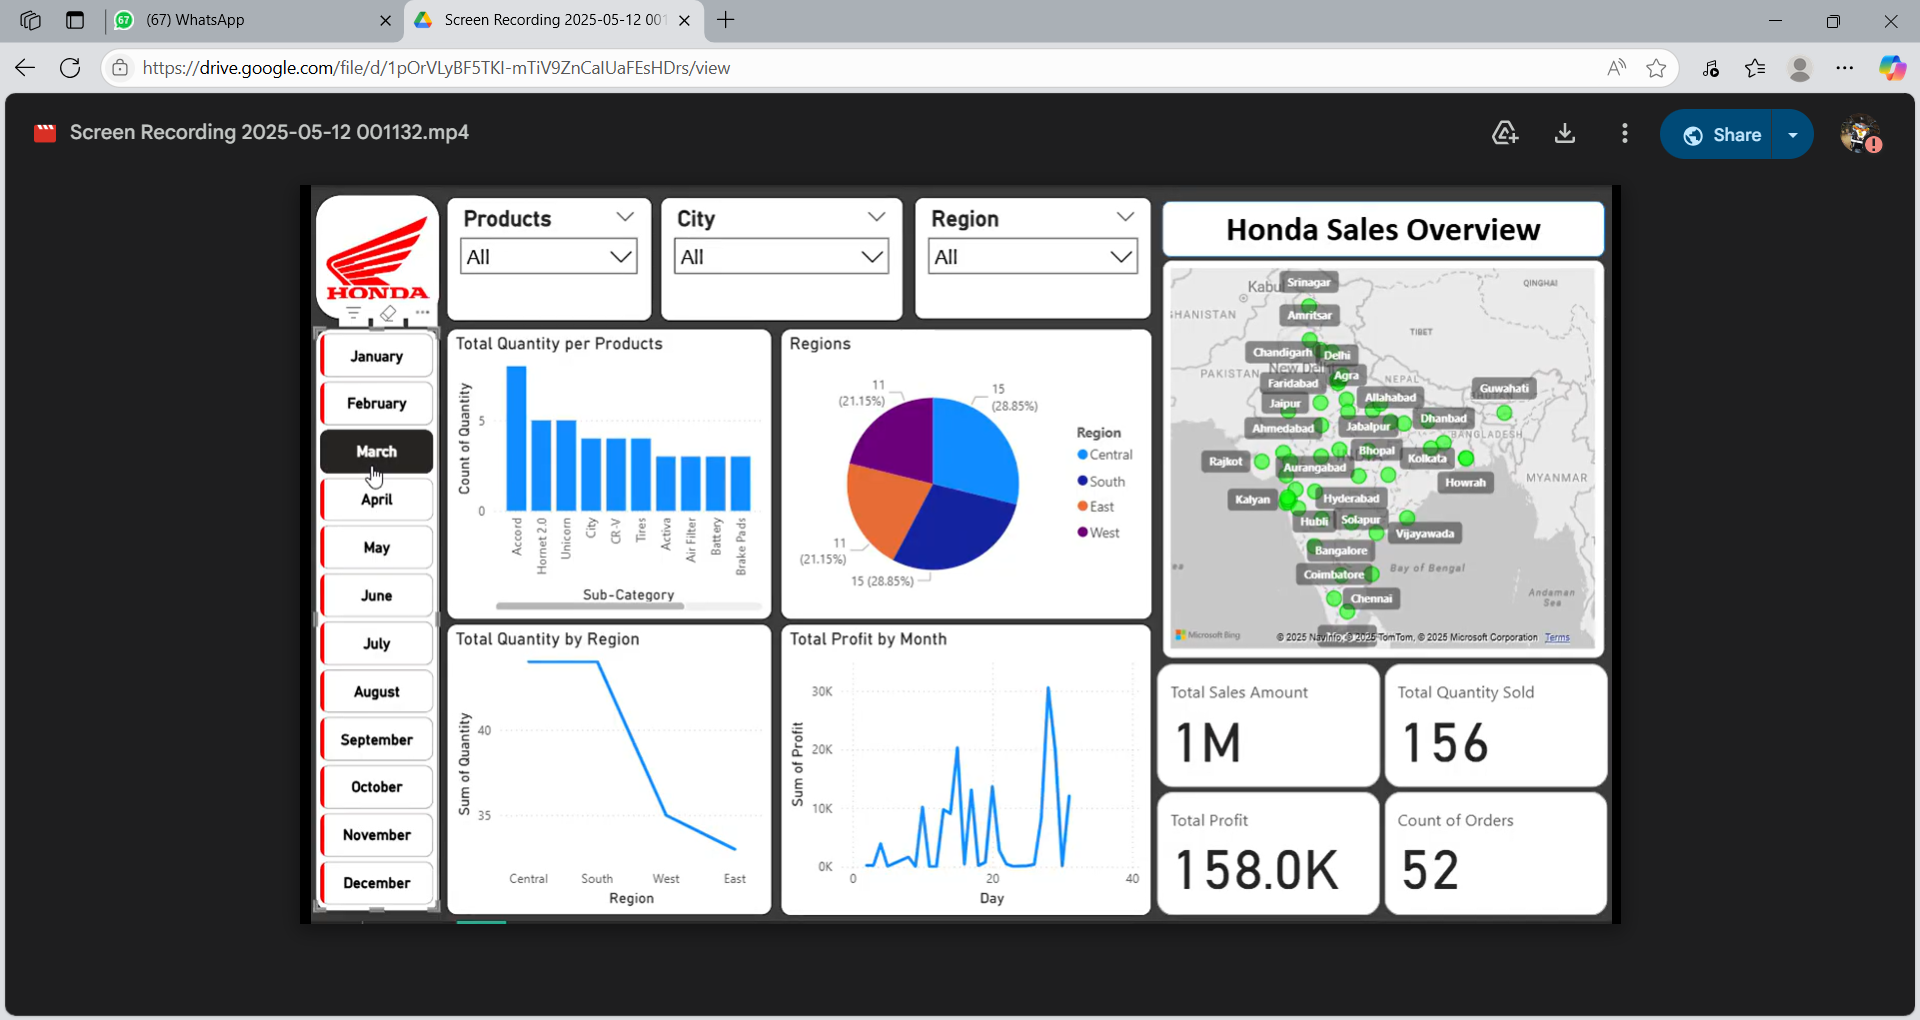 67
(67) WhatsApp
Screen Recording 2025-05-12 001
https://drive.google.com/file/d/1pOrVLyBF5TKI-mTiV9ZnCalUaFEsHDrs/view
Screen Recording 2025-05-12 001132.mp4
Share
HONDA
Products
All
City
All
Region
All
Honda Sales Overview
January
February
March
April
May
June
July
August
September
October
November
December
Total Quantity per Products
Count of Quantity
5
0
Accord
Hornet 2.0
Unicorn
City
CR-V
Tires
Activa
Air Filter
Battery
Brake Pads
Sub-Category
Regions
11
(21.15%)
15
(28.85%)
11
(21.15%)
15 (28.85%)
Region
Central
South
East
West
Kabul
Srinagar
QINGHAI
HANISTAN
Amritsar
TIBET
Chandigarh
Delhi
New Del
PAKISTAN
Agra
NEPAL
Faridabad
Guwahati
Jaipur
Allahabad
Dhanbad
Ahmedabad
Jabalpur
BANGLADESH
Rajkot
Bhopal
Kolkata
Aurangabad
Howrah
MYANMAR
Kalyan
Hyderabad
Hubli
Solapur
Vijayawada
Bangalore
Coimbatore
Bay of Bengal
Chennai
Andaman
Sea
Microsoft Bing
© 2025 TomTom, © 2025 Microsoft Corporation
Terms
Total Quantity by Region
Sum of Quantity
40
35
Central
South
West
East
Region
Total Profit by Month
Sum of Profit
30K
20K
10K
0K
0
20
40
Day
Total Sales Amount
1M
Total Quantity Sold
156
Total Profit
158.0K
Count of Orders
52